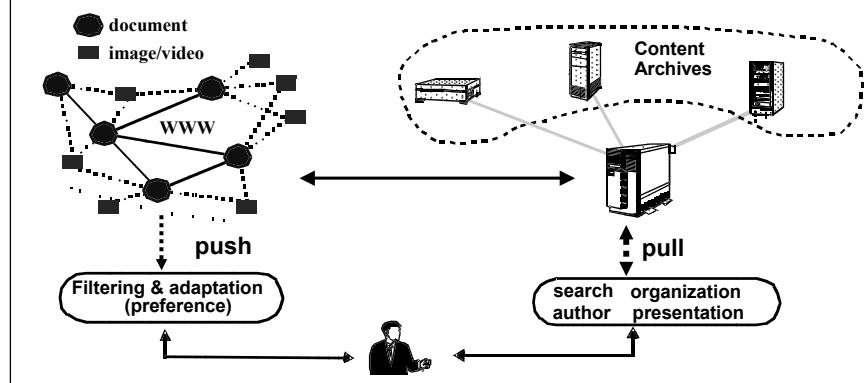 document
image/video
WWW
Content
Archives
push
pull
Filtering & adaptation
(preference)
search organization
author presentation